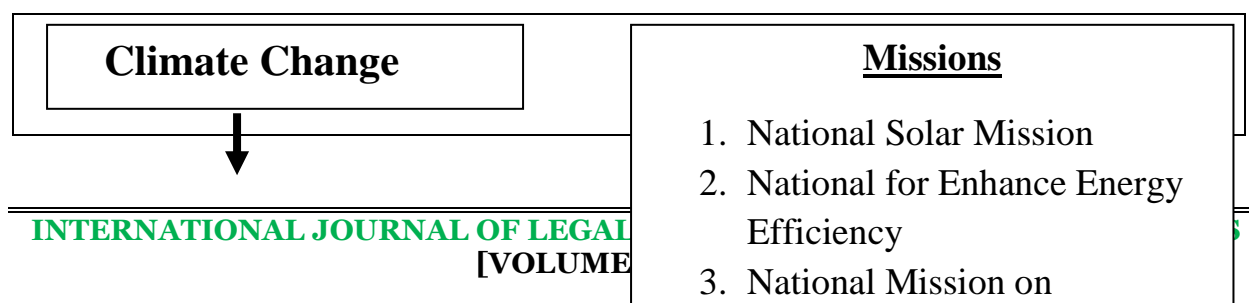 Climate Change
Missions
1. National Solar Mission
2. National for Enhance Energy
Efficiency
3. National Mission on
INTERNATIONAL JOURNAL OF LEGAL
[VOLUME